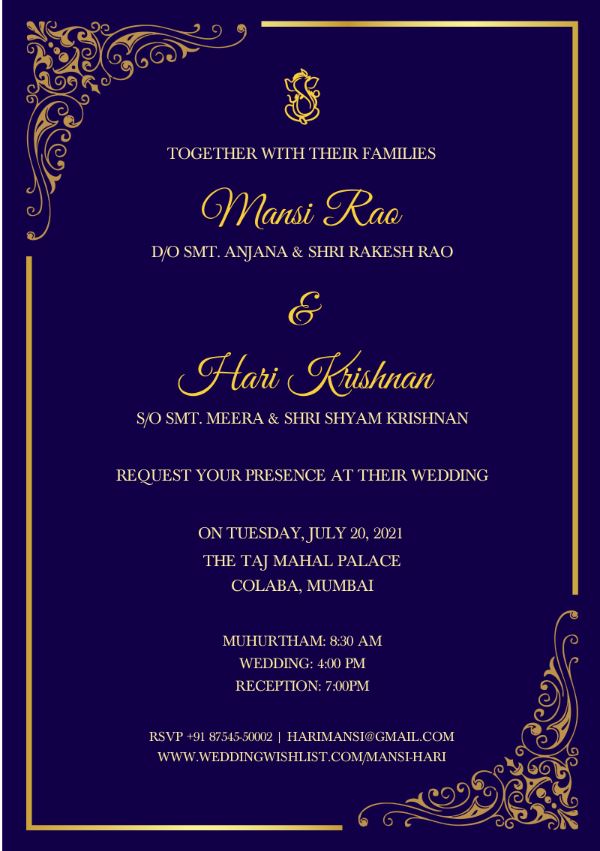 TOGETHER WITH THEIR FAMILIES
Mansi Rao
D/O SMT. ANJANA & SHRI RAKESH RAO
&
Hari Krishnan
S/O SMT. MEERA & SHRI SHYAM KRISHNAN
REQUEST YOUR PRESENCE AT THEIR WEDDING
ON TUESDAY, JULY 20, 2021
THE TAJ MAHAL PALACE
COLABA, MUMBAI
MUHURTHAM: 8:30 AM
WEDDING: 4:00 PM
RECEPTION: 7:00PM
RSVP +91 87545-50002 | HARIMANSI@GMAIL.COM
WWW.WEDDINGWISHLIST.COM/MANSI-HARI